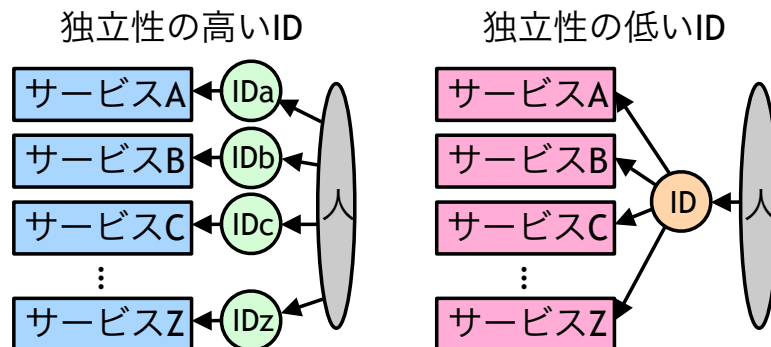 独立性の高いID
サービスA
IDa
サービスB
IDb
サービスC
IDc
⋮
サービスZ
IDz
人
独立性の低いID
サービスA
サービスB
サービスC
⋮
サービスZ
ID
人